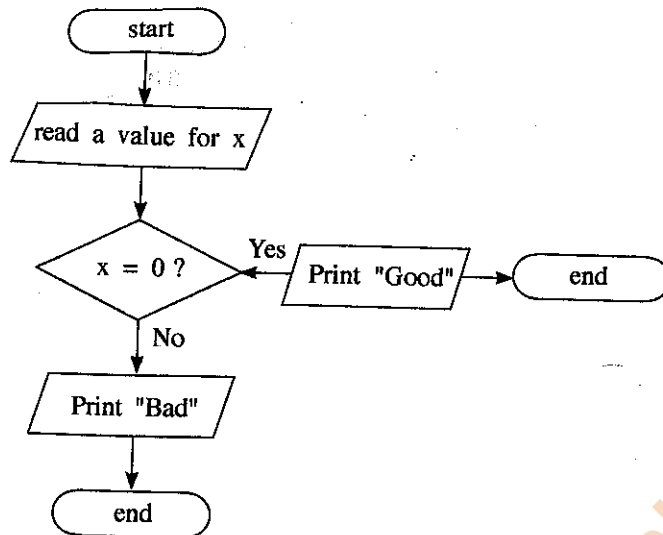 start
read a value for x
x = 0 ?
Yes
Print "Good"
end
No
Print "Bad"
end